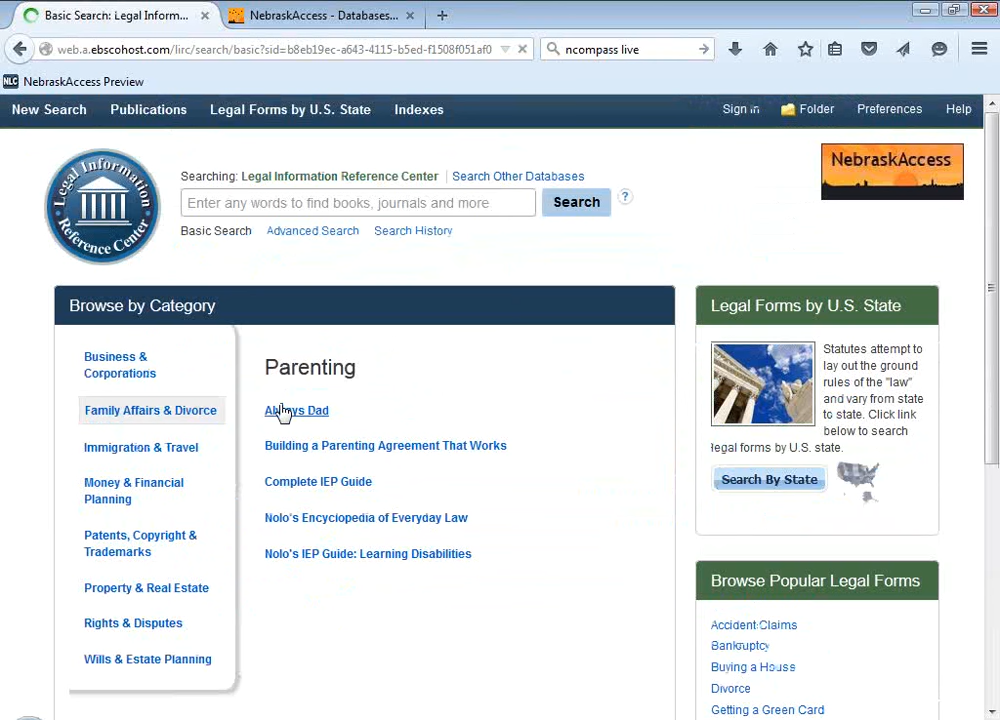 Basic Search: Legal Inform...
NebraskAccess - Databases...
web.a.ebscohost.com/lirc/search/basic?sid=b8eb19ec-a643-4115-b5ed-f1508f051af0
ncompass live
NLC NebraskAccess Preview
New Search Publications Legal Forms by U.S. State Indexes Sign in Folder Preferences Help
Legal Information Reference Center
NebraskAccess
Searching: Legal Information Reference Center Search Other Databases
Enter any words to find books, journals and more
Search
?
Basic Search Advanced Search Search History
Browse by Category
Business &
Corporations
Family Affairs & Divorce
Immigration & Travel
Money & Financial
Planning
Patents, Copyright &
Trademarks
Property & Real Estate
Rights & Disputes
Wills & Estate Planning
Parenting
Always Dad
Building a Parenting Agreement That Works
Complete IEP Guide
Nolo's Encyclopedia of Everyday Law
Nolo's IEP Guide: Learning Disabilities
Legal Forms by U.S. State
Statutes attempt to
lay out the ground
rules of the "law"
and vary from state
to state. Click link
below to search
legal forms by U.S. state.
Search By State
Browse Popular Legal Forms
Accident Claims
Bankruptcy
Buying a House
Divorce
Getting a Green Card